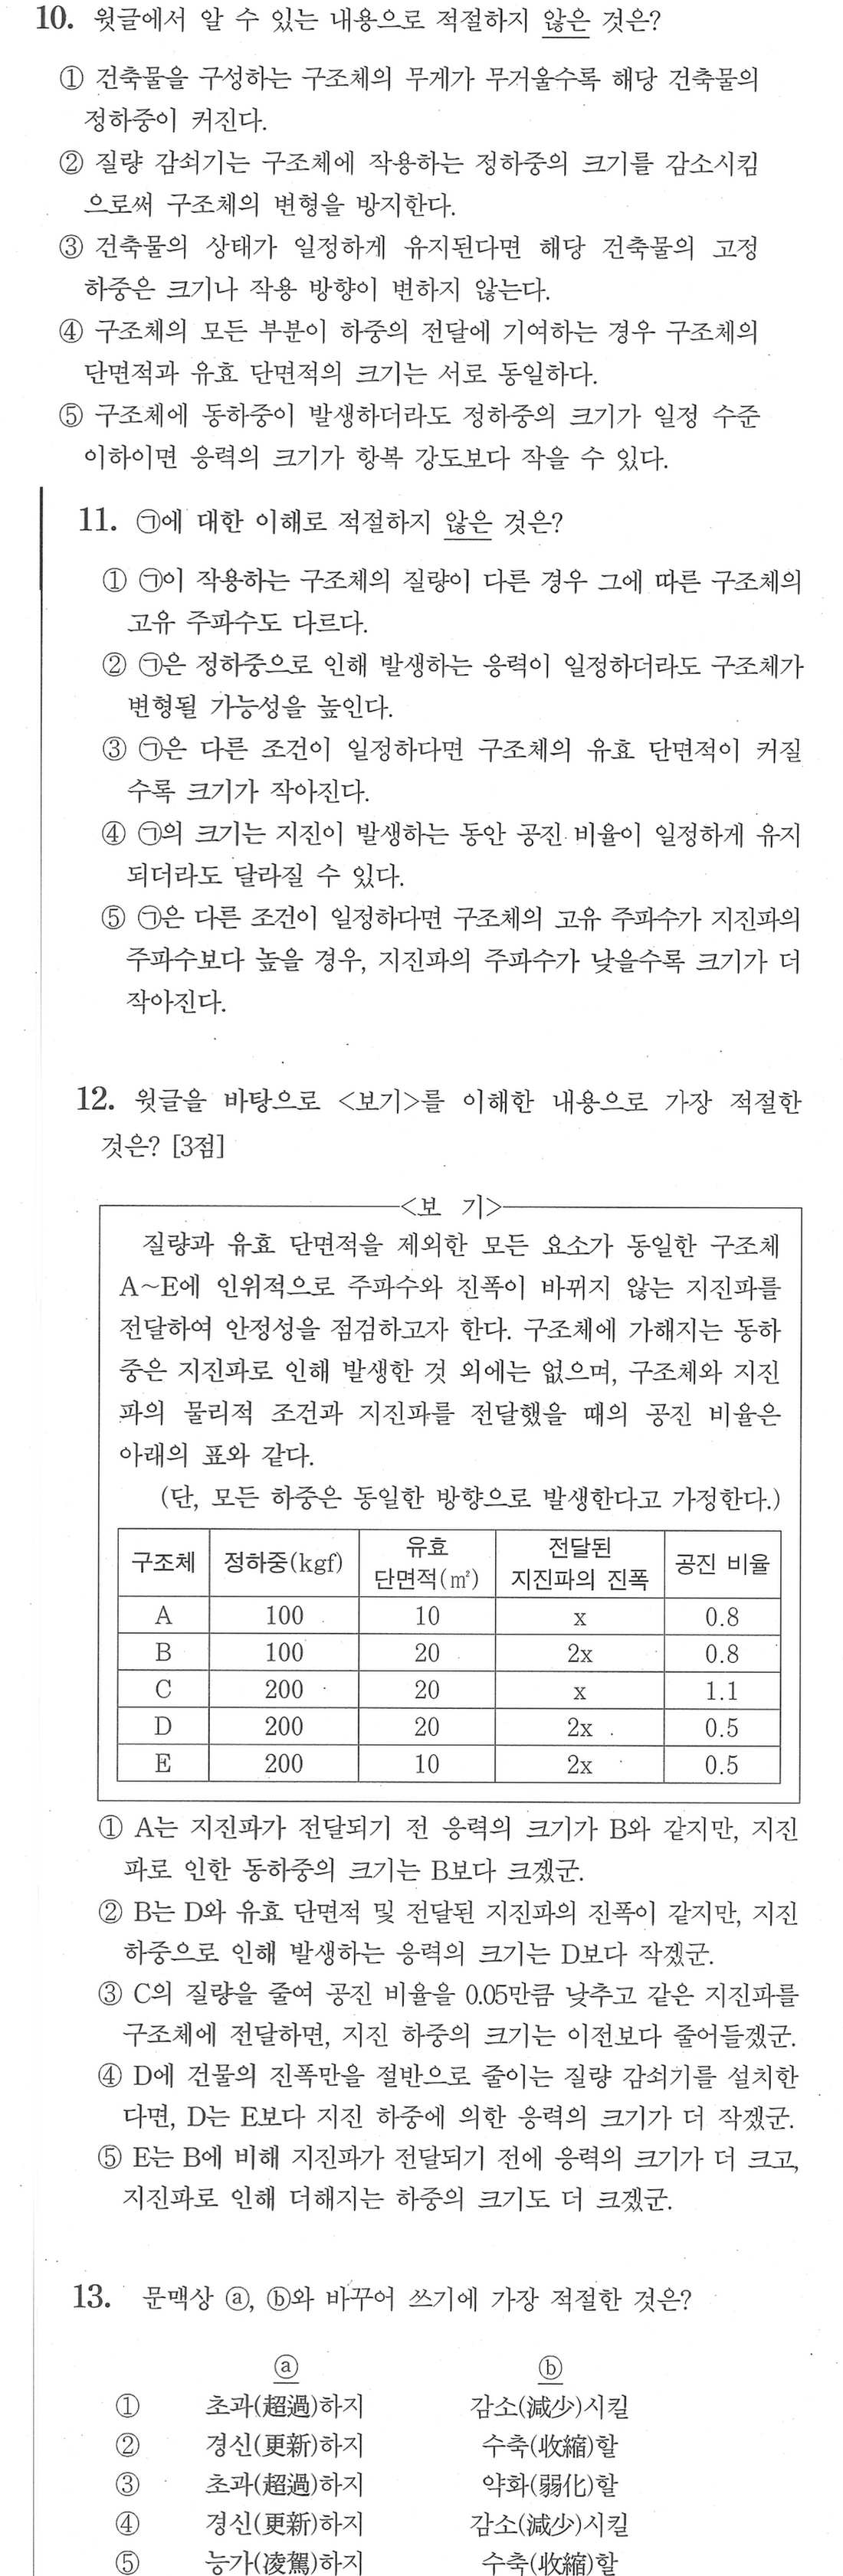 10. 윗글에서 알 수 있는 내용으로 적절하지 않은 것은?
① 건축물을 구성하는 구조체의 무게가 무거울수록 해당 건축물의
정하중이 커진다.
② 질량 감쇠기는 구조체에 작용하는 정하중의 크기를 감소시킴
으로써 구조체의 변형을 방지한다.
③ 건축물의 상태가 일정하게 유지된다면 해당 건축물의 고정
하중은 크기나 작용 방향이 변하지 않는다.
④ 구조체의 모든 부분이 하중의 전달에 기여하는 경우 구조체의
단면적과 유효 단면적의 크기는 서로 동일하다.
⑤ 구조체에 동하중이 발생하더라도 정하중의 크기가 일정 수준
이하이면 응력의 크기가 항복 강도보다 작을 수 있다.
11. ㉠에 대한 이해로 적절하지 않은 것은?
① ㉠이 작용하는 구조체의 질량이 다른 경우 그에 따른 구조체의
고유 주파수도 다르다.
② ㉠은 정하중으로 인해 발생하는 응력이 일정하더라도 구조체가
변형될 가능성을 높인다.
③ ㉠은 다른 조건이 일정하다면 구조체의 유효 단면적이 커질
수록 크기가 작아진다.
④ ㉠의 크기는 지진이 발생하는 동안 공진 비율이 일정하게 유지
되더라도 달라질 수 있다.
⑤ ㉠은 다른 조건이 일정하다면 구조체의 고유 주파수가 지진파의
주파수보다 높을 경우, 지진파의 주파수가 낮을수록 크기가 더
작아진다.
12. 윗글을 바탕으로 <보기>를 이해한 내용으로 가장 적절한
것은? [3점]
<보 기>
질량과 유효 단면적을 제외한 모든 요소가 동일한 구조체
A~E에 인위적으로 주파수와 진폭이 바뀌지 않는 지진파를
전달하여 안정성을 점검하고자 한다. 구조체에 가해지는 동하
중은 지진파로 인해 발생한 것 외에는 없으며, 구조체와 지진
파의 물리적 조건과 지진파를 전달했을 때의 공진 비율은
아래의 표와 같다.
(단, 모든 하중은 동일한 방향으로 발생한다고 가정한다.)
구조체 정하중(kgf) 유효 단면적(㎡) 전달된 지진파의 진폭 공진 비율
A 100 10 x 0.8
B 100 20 2x 0.8
C 200 20 x 1.1
D 200 20 2x 0.5
E 200 10 2x 0.5
① A는 지진파가 전달되기 전 응력의 크기가 B와 같지만, 지진
파로 인한 동하중의 크기는 B보다 크겠군.
② B는 D와 유효 단면적 및 전달된 지진파의 진폭이 같지만, 지진
하중으로 인해 발생하는 응력의 크기는 D보다 작겠군.
③ C의 질량을 줄여 공진 비율을 0.05만큼 낮추고 같은 지진파를
구조체에 전달하면, 지진 하중의 크기는 이전보다 줄어들겠군.
④ D에 건물의 진폭만을 절반으로 줄이는 질량 감쇠기를 설치한
다면, D는 E보다 지진 하중에 의한 응력의 크기가 더 작겠군.
⑤ E는 B에 비해 지진파가 전달되기 전에 응력의 크기가 더 크고,
지진파로 인해 더해지는 하중의 크기도 더 크겠군.
13. 문맥상 ⓐ, ⓑ와 바꾸어 쓰기에 가장 적절한 것은?
ⓐ ⓑ
① 초과(超過)하지 감소(減少)시킬
② 경신(更新)하지 수축(收縮)할
③ 초과(超過)하지 약화(弱化)할
④ 경신(更新)하지 감소(減少)시킬
⑤ 능가(凌駕)하지 수축(收縮)할